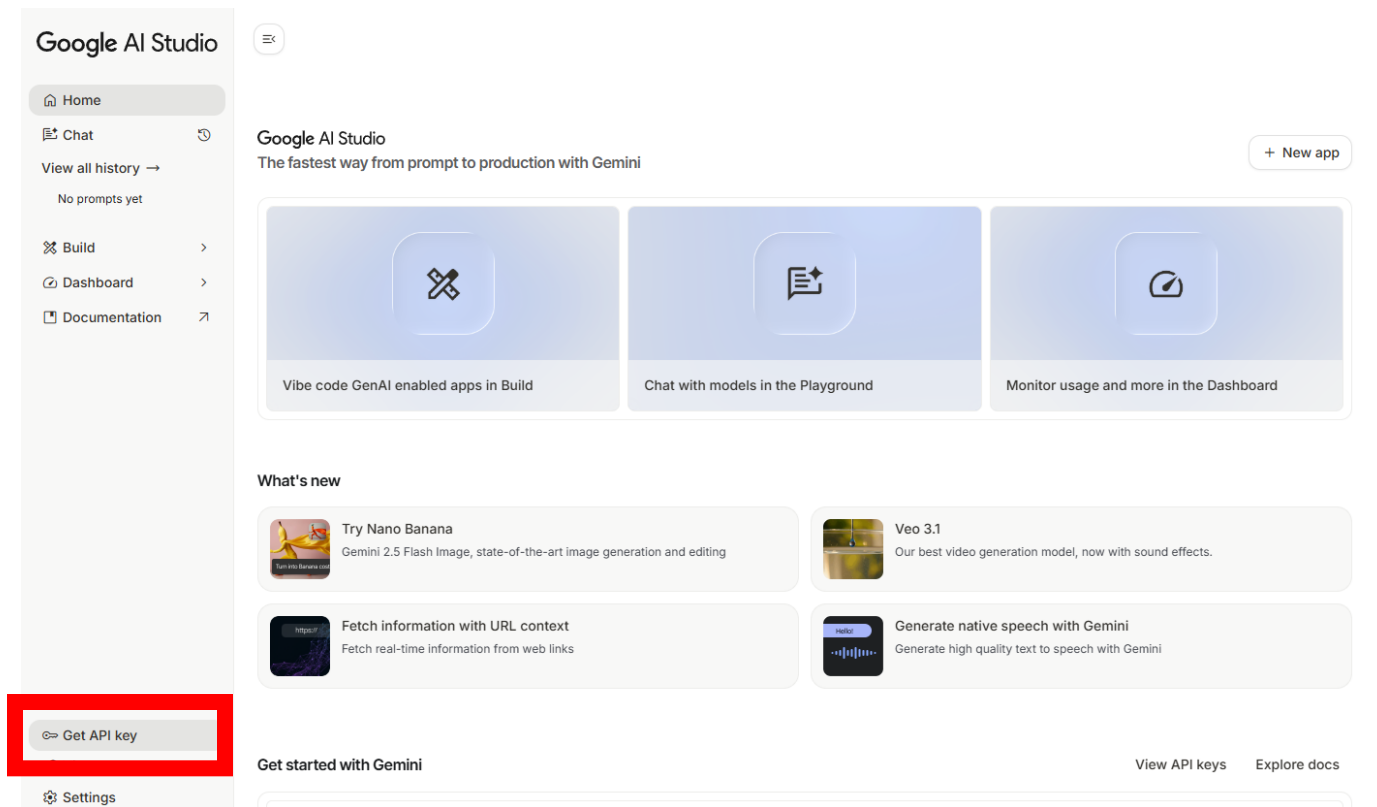 Google AI Studio
Home
Chat
View all history →
No prompts yet
Build
Dashboard
Documentation
Get API key
Settings
Google AI Studio
The fastest way from prompt to production with Gemini
+ New app
Vibe code GenAI enabled apps in Build
Chat with models in the Playground
Monitor usage and more in the Dashboard
What's new
Try Nano Banana
Gemini 2.5 Flash Image, state-of-the-art image generation and editing
Turn into Banana cost
Veo 3.1
Our best video generation model, now with sound effects.
https://
Fetch information with URL context
Fetch real-time information from web links
Hello!
Generate native speech with Gemini
Generate high quality text to speech with Gemini
Get started with Gemini
View API keys
Explore docs